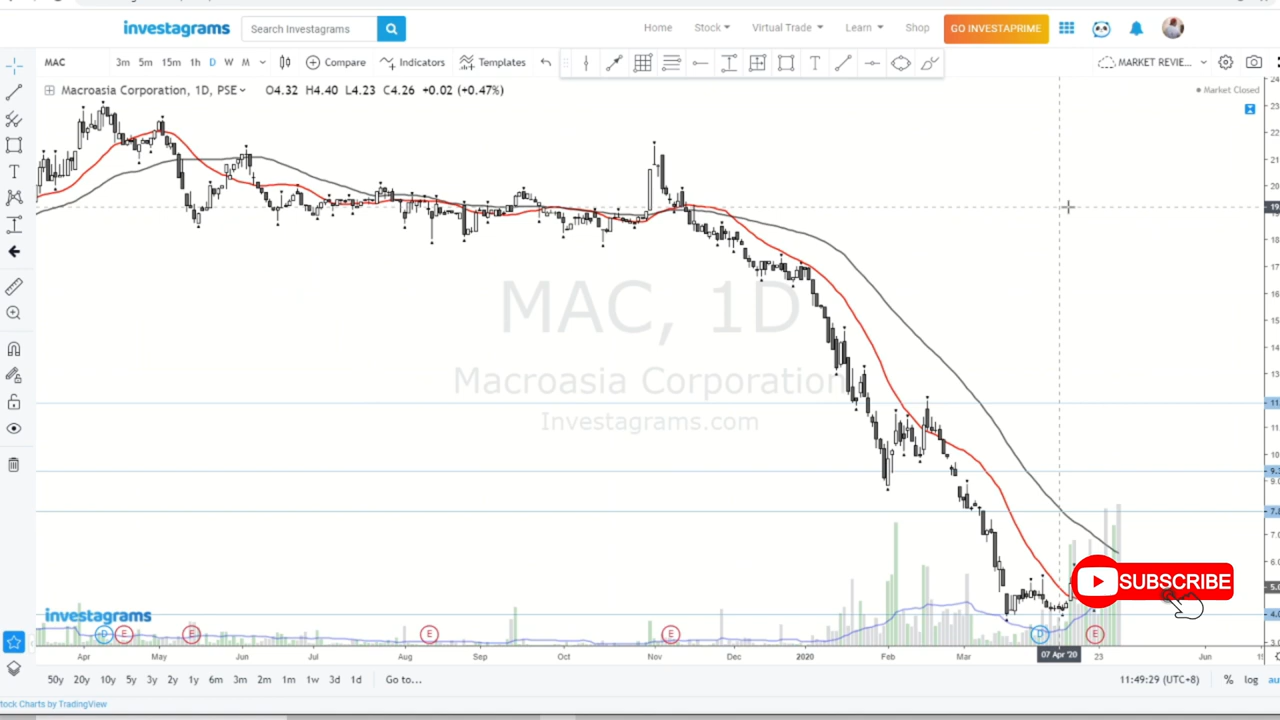 investagrams
Search Investagrams
Home
Stock
Virtual Trade
Learn
Shop
GO INVESTAPRIME
MAC
3m 5m 15m 1h D W M
Compare
Indicators
Templates
MARKET REVIE...
Macroasia Corporation, 1D, PSE
O4.32 H4.40 L4.23 C4.26 +0.02 (+0.47%)
Market Closed
MAC, 1D
Macroasia Corporation
Investagrams.com
SUBSCRIBE
investagrams
D E E E E D E
Apr May Jun Jul Aug Sep Oct Nov Dec 2020 Feb Mar 07 Apr '20 23 Jun
50y 20y 10y 5y 3y 2y 1y 6m 3m 2m 1m 1w 3d 1d Go to...
11:49:29 (UTC+8) % log
tock Charts by TradingView